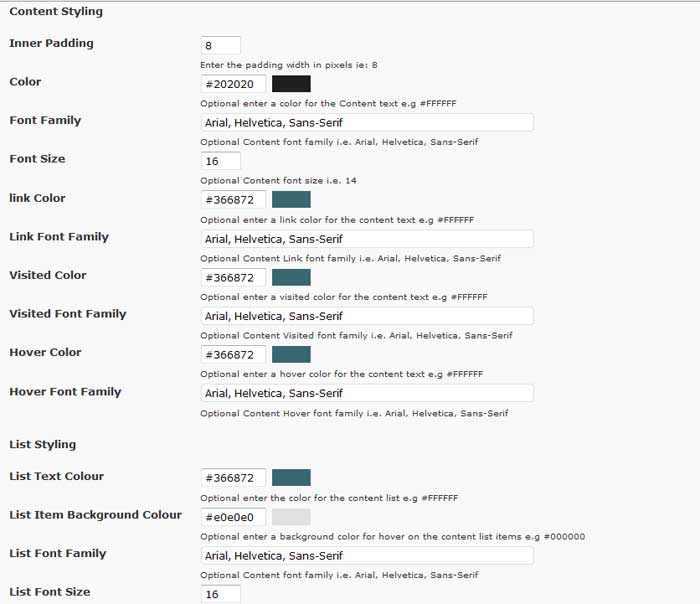 Content Styling
Inner Padding 8
Enter the padding width in pixels ie: 8
Color #202020
Optional enter a color for the Content text e.g #FFFFFF
Font Family Arial, Helvetica, Sans-Serif
Optional Content font family i.e. Arial, Helvetica, Sans-Serif
Font Size 16
Optional Content font size i.e. 14
link Color #366872
Optional enter a link color for the content text e.g #FFFFFF
Link Font Family Arial, Helvetica, Sans-Serif
Optional Content Link font family i.e. Arial, Helvetica, Sans-Serif
Visited Color #366872
Optional enter a visited color for the content text e.g #FFFFFF
Visited Font Family Arial, Helvetica, Sans-Serif
Optional Content Visited font family i.e. Arial, Helvetica, Sans-Serif
Hover Color #366872
Optional enter a hover color for the content text e.g #FFFFFF
Hover Font Family Arial, Helvetica, Sans-Serif
Optional Content Hover font family i.e. Arial, Helvetica, Sans-Serif
List Styling
List Text Colour #366872
Optional enter the color for the content list e.g #FFFFFF
List Item Background Colour #e0e0e0
Optional enter a background color for hover on the content list items e.g #000000
List Font Family Arial, Helvetica, Sans-Serif
Optional Content font family i.e. Arial, Helvetica, Sans-Serif
List Font Size 16